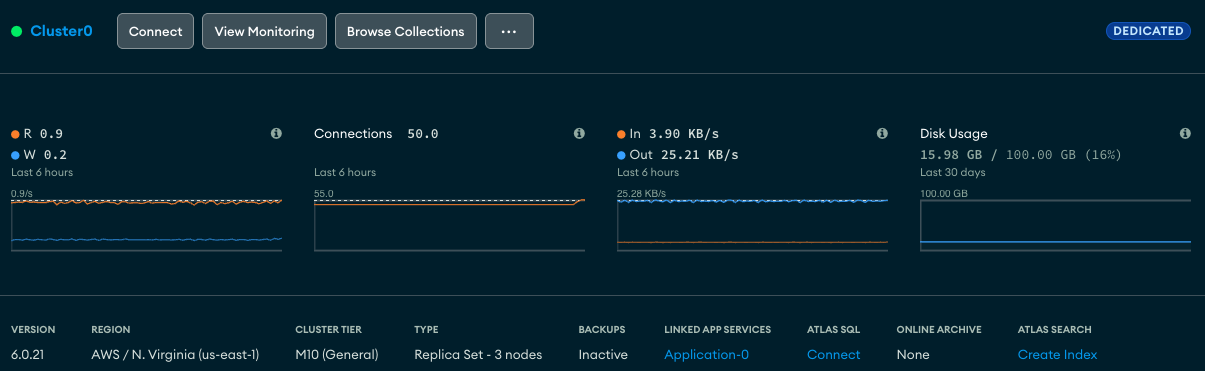 Cluster0 Connect View Monitoring Browse Collections ... DEDICATED
R 0.9
W 0.2
Last 6 hours
0.9/s
Connections 50.0
Last 6 hours
55.0
In 3.90 KB/s
Out 25.21 KB/s
Last 6 hours
25.28 KB/s
Disk Usage
15.98 GB / 100.00 GB (16%)
Last 30 days
100.00 GB
VERSION REGION CLUSTER TIER TYPE BACKUPS LINKED APP SERVICES ATLAS SQL ONLINE ARCHIVE ATLAS SEARCH
6.0.21 AWS / N. Virginia (us-east-1) M10 (General) Replica Set - 3 nodes Inactive Application-0 Connect None Create Index